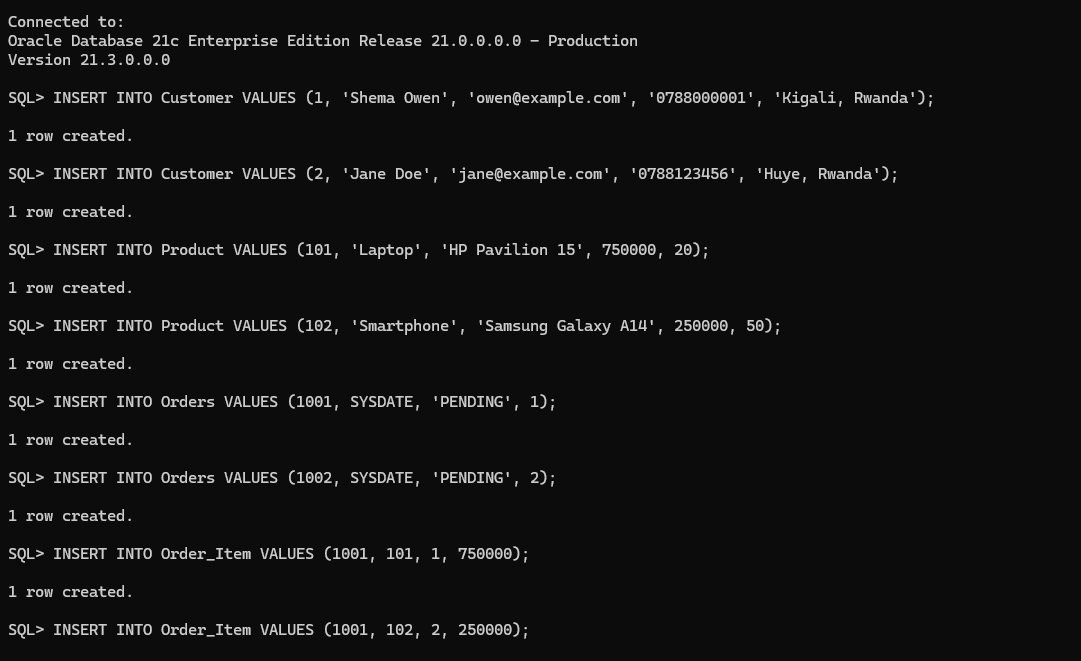 Connected to:
Oracle Database 21c Enterprise Edition Release 21.0.0.0.0 - Production
Version 21.3.0.0.0
SQL> INSERT INTO Customer VALUES (1, 'Shema Owen', 'owen@example.com', '0788000001', 'Kigali, Rwanda');
1 row created.
SQL> INSERT INTO Customer VALUES (2, 'Jane Doe', 'jane@example.com', '0788123456', 'Huye, Rwanda');
1 row created.
SQL> INSERT INTO Product VALUES (101, 'Laptop', 'HP Pavilion 15', 750000, 20);
1 row created.
SQL> INSERT INTO Product VALUES (102, 'Smartphone', 'Samsung Galaxy A14', 250000, 50);
1 row created.
SQL> INSERT INTO Orders VALUES (1001, SYSDATE, 'PENDING', 1);
1 row created.
SQL> INSERT INTO Orders VALUES (1002, SYSDATE, 'PENDING', 2);
1 row created.
SQL> INSERT INTO Order_Item VALUES (1001, 101, 1, 750000);
1 row created.
SQL> INSERT INTO Order_Item VALUES (1001, 102, 2, 250000);